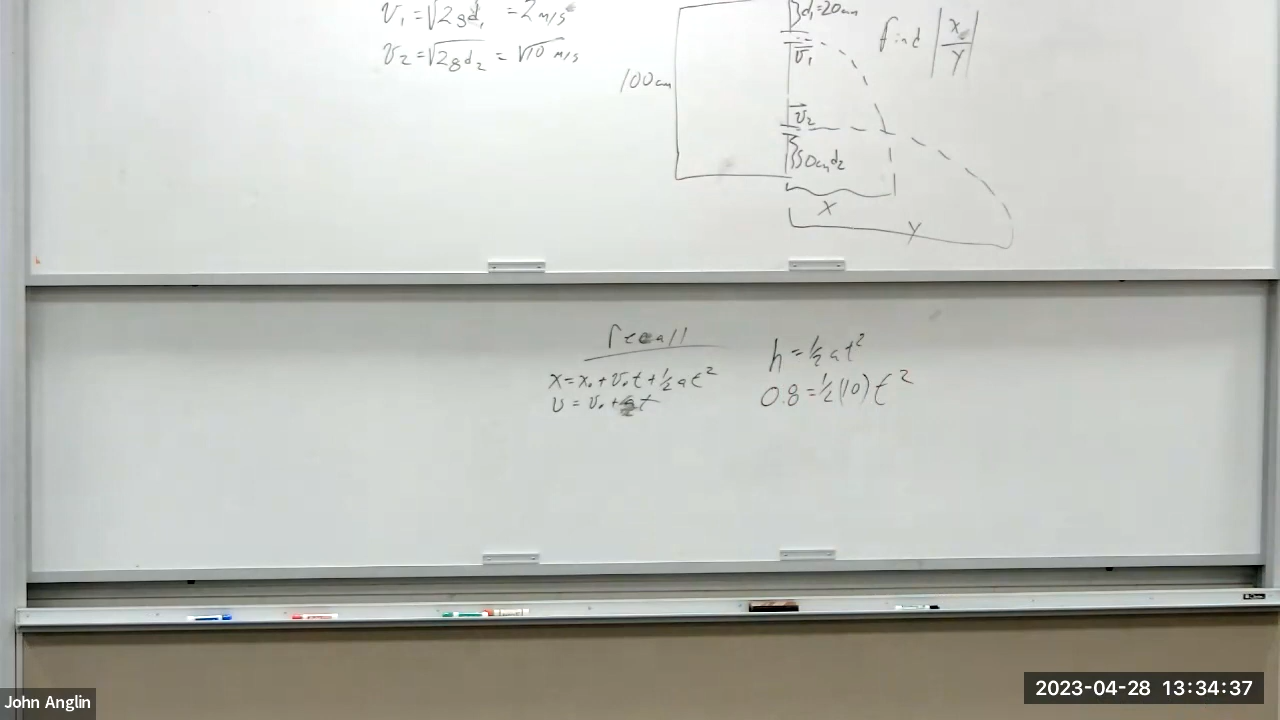 v₁ = √2gd₁ = 2 m/s
v₂ = √2gd₂ = √10 m/s
100cm
d₁=20cm
v₁
v₂
50cm d₂
x
y
find |x/y|
recall
x = x₀ + v₀t + ½at²
v = v₀ + at
h = ½at²
0.8 = ½(10)t²
John Anglin
2023-04-28 13:34:37